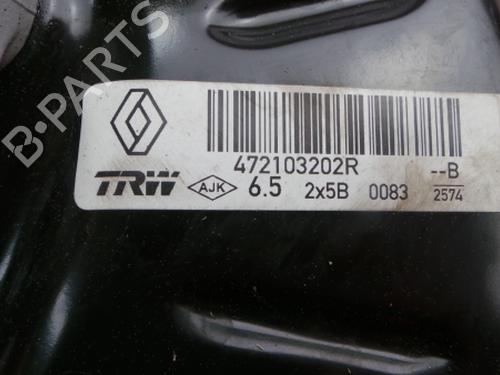 472103202R --B
TRW AJK 6.5 2x5B 0083 2574
B-PARTS